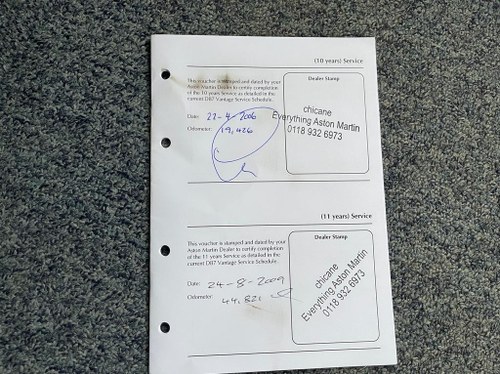 (10 years) Service
This voucher is stamped and dated by your
Aston Martin Dealer to certify completion
of the 10 years Service as detailed in the
current DB7 Vantage Service Schedule.
Dealer Stamp
Date: 22-4-2006
Odometer: 19,426
chicane
Everything Aston Martin
0118 932 6973
(11 years) Service
This voucher is stamped and dated by your
Aston Martin Dealer to certify completion
of the 11 years Service as detailed in the
current DB7 Vantage Service Schedule.
Dealer Stamp
Date: 24-8-2009
Odometer: 44,821
chicane
Everything Aston Martin
0118 932 6973